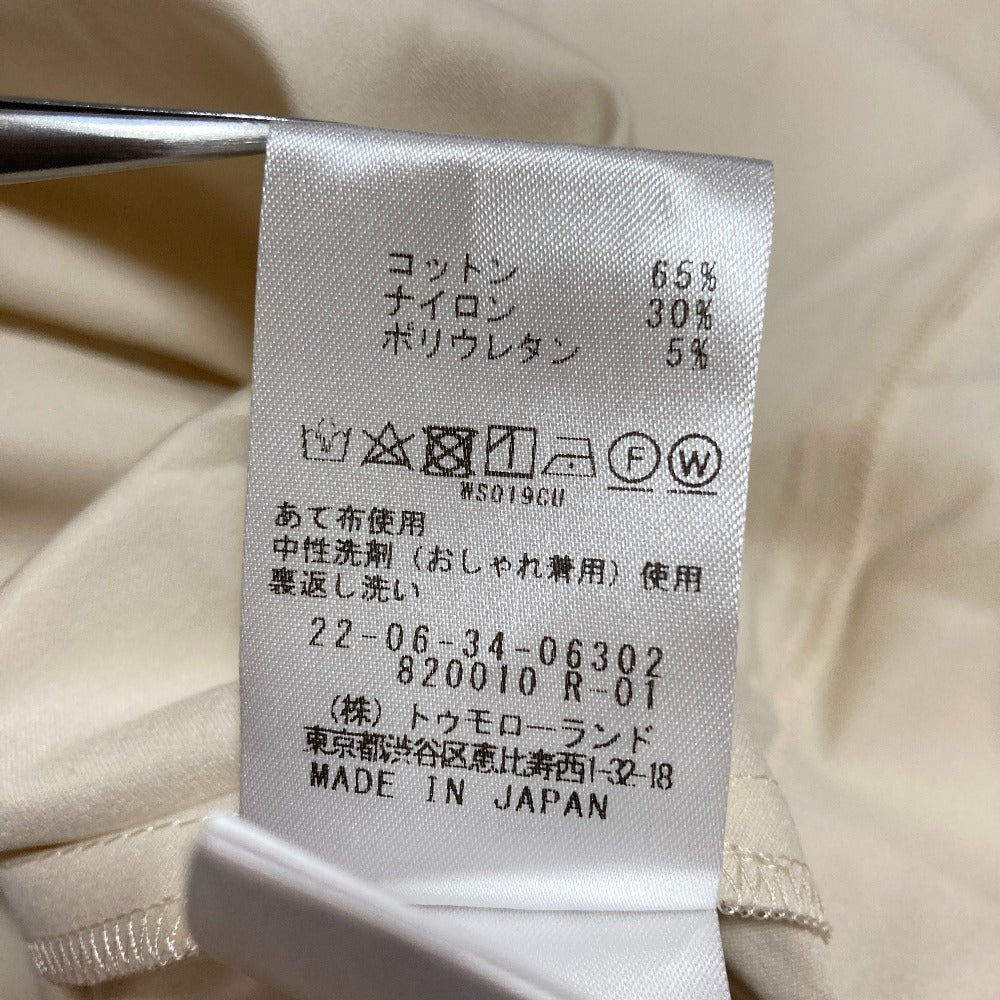 コットン 65%
ナイロン 30%
ポリウレタン 5%
F W
WS019CU
あて布使用
中性洗剤（おしゃれ着用）使用
裏返し洗い
22-06-34-06302
820010 R-01
（株）トゥモローランド
東京都渋谷区恵比寿西1-32-18
MADE IN JAPAN